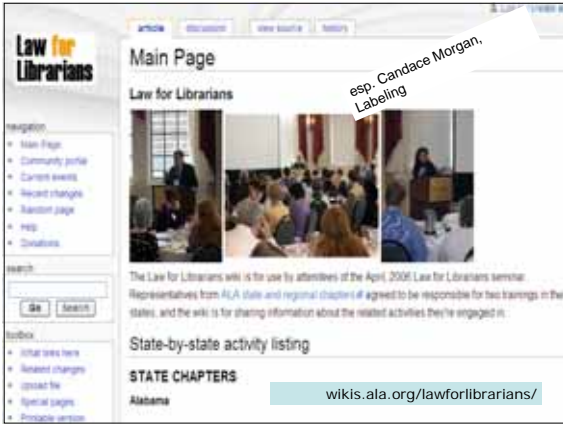 Law for
Librarians
article discussion view source history
Main Page
esp. Candace Morgan,
Labeling
Law for Librarians
navigation
Main Page
Community portal
Current events
Recent changes
Random page
Help
Donations
search
Go Search
toolbox
What links here
Related changes
Upload file
Special pages
Printable version
The Law for Librarians wiki is for use by attendees of the April, 2006 Law for Librarians seminar.
Representatives from ALA state and regional chapters agreed to be responsible for two trainings in their
states, and the wiki is for sharing information about the related activities they're engaged in.
State-by-state activity listing
STATE CHAPTERS
Alabama
wikis.ala.org/lawforlibrarians/